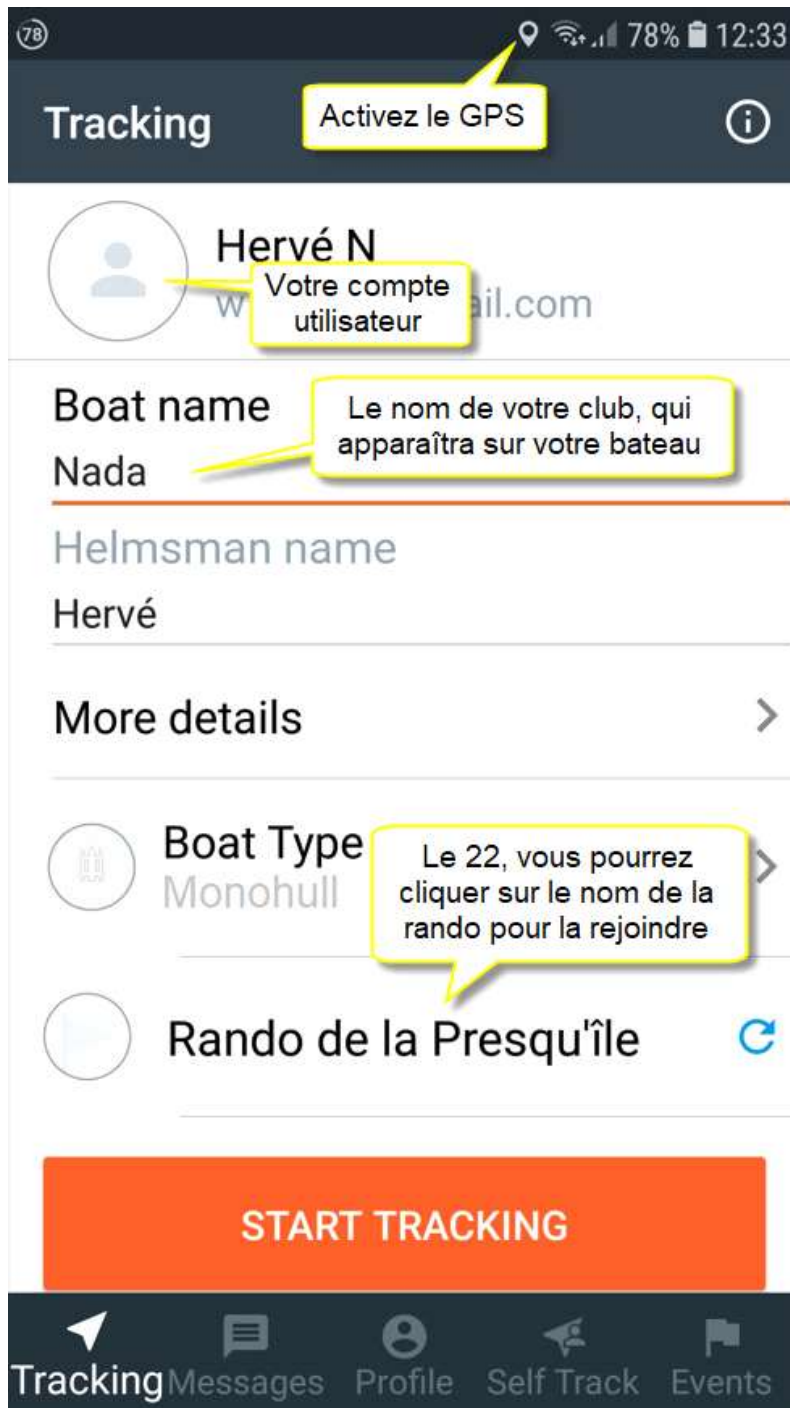 78
78% 12:33
Tracking
Activez le GPS
Hervé N
Votre compte
utilisateur
w
ail.com
Boat name
Le nom de votre club, qui
apparaîtra sur votre bateau
Nada
Helmsman name
Hervé
More details
Boat Type
Monohull
Le 22, vous pourrez
cliquer sur le nom de la
rando pour la rejoindre
Rando de la Presqu'île
START TRACKING
Tracking Messages Profile Self Track Events